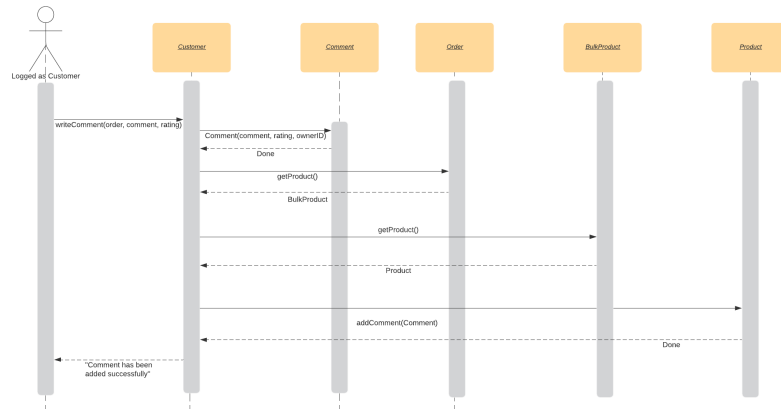 Customer
Comment
Order
BulkProduct
Product
Logged as Customer
writeComment(order, comment, rating)
Comment(comment, rating, ownerID)
Done
getProduct()
BulkProduct
getProduct()
Product
addComment(Comment)
Done
"Comment has been
added successfully"